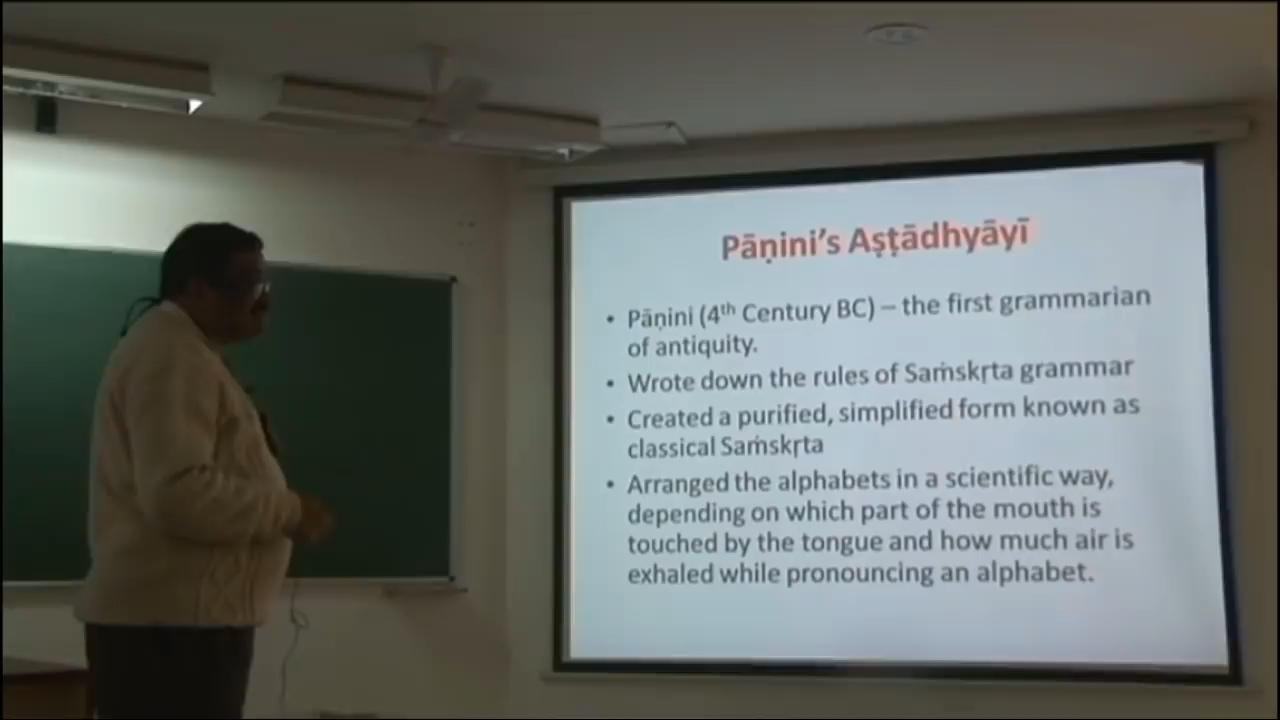 Pāṇini's Aṣṭādhyāyī
• Pāṇini (4th Century BC) – the first grammarian
of antiquity.
• Wrote down the rules of Saṁskṛta grammar
• Created a purified, simplified form known as
classical Saṁskṛta
• Arranged the alphabets in a scientific way,
depending on which part of the mouth is
touched by the tongue and how much air is
exhaled while pronouncing an alphabet.